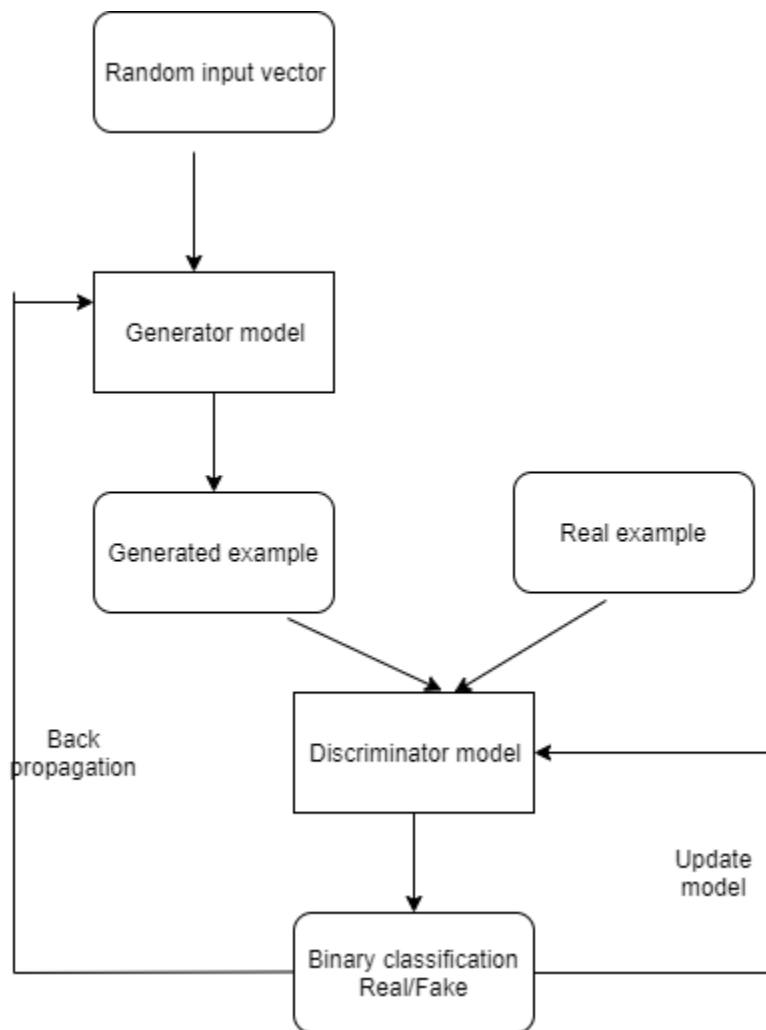 Random input vector
Generator model
Generated example
Real example
Back
propagation
Discriminator model
Update
model
Binary classification
Real/Fake